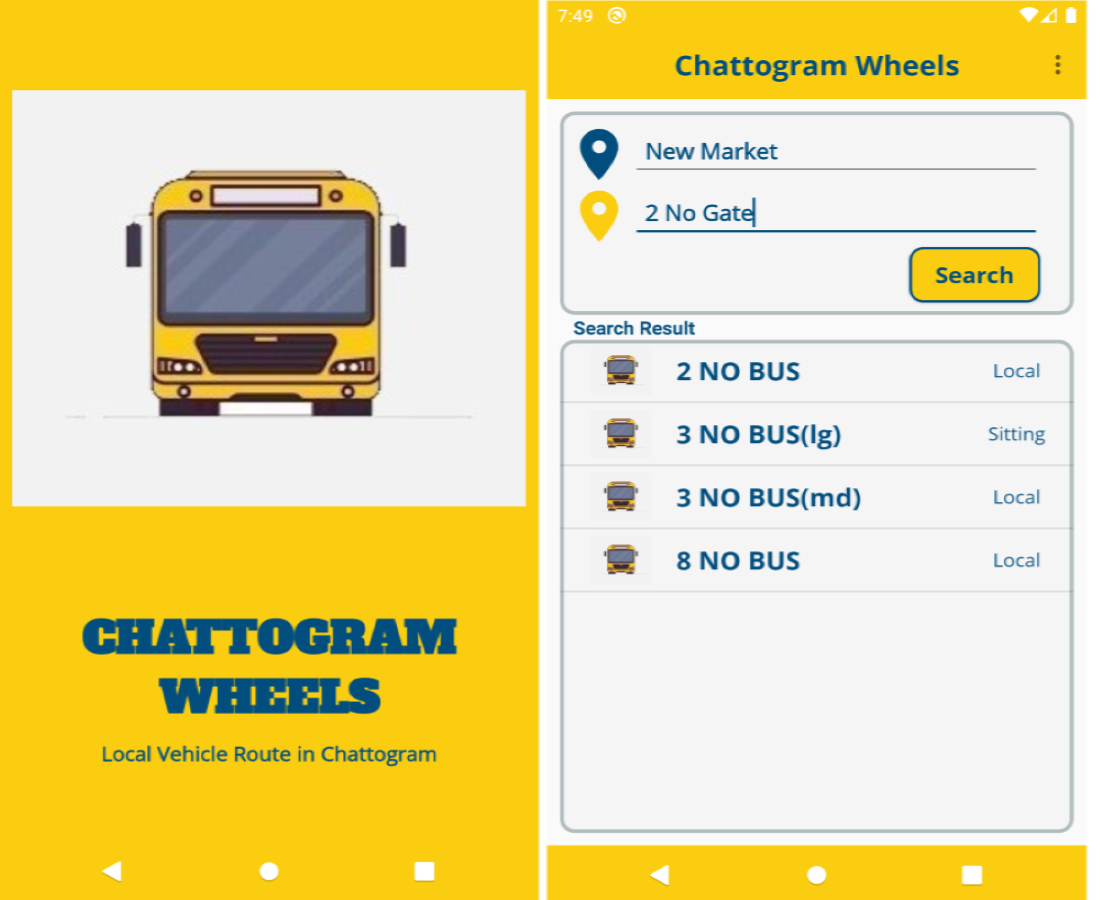 CHATTOGRAM
WHEELS
Local Vehicle Route in Chattogram
7:49
Chattogram Wheels
New Market
2 No Gate
Search
Search Result
2 NO BUS Local
3 NO BUS(lg) Sitting
3 NO BUS(md) Local
8 NO BUS Local